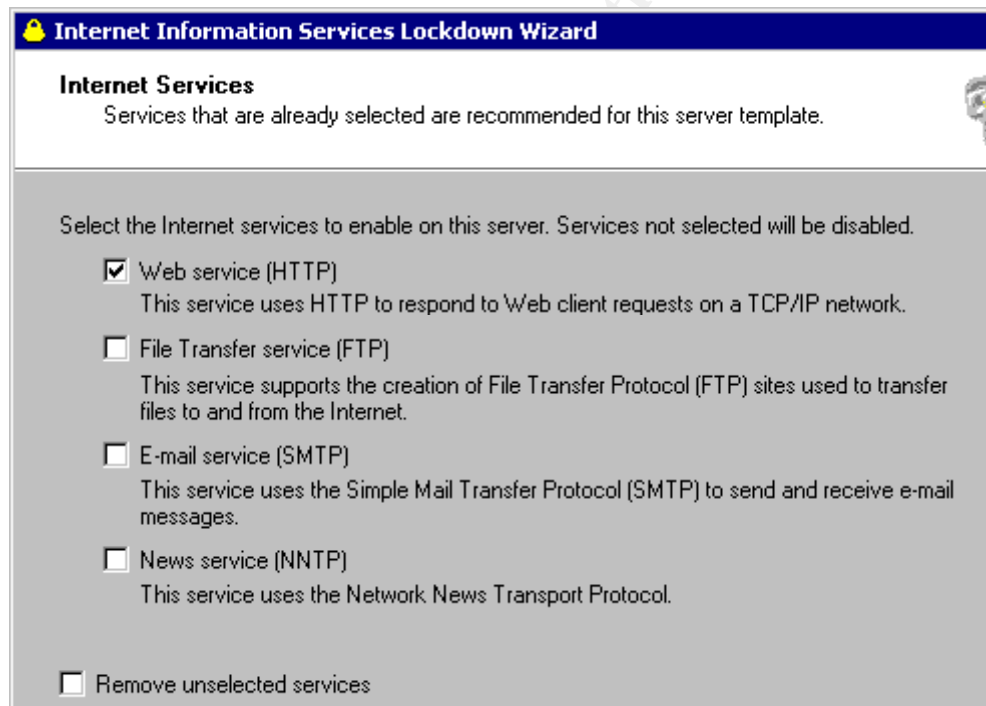 Internet Information Services Lockdown Wizard
Internet Services
Services that are already selected are recommended for this server template.
Select the Internet services to enable on this server. Services not selected will be disabled.
Web service (HTTP)
This service uses HTTP to respond to Web client requests on a TCP/IP network.
File Transfer service (FTP)
This service supports the creation of File Transfer Protocol (FTP) sites used to transfer
files to and from the Internet.
E-mail service (SMTP)
This service uses the Simple Mail Transfer Protocol (SMTP) to send and receive e-mail
messages.
News service (NNTP)
This service uses the Network News Transport Protocol.
Remove unselected services